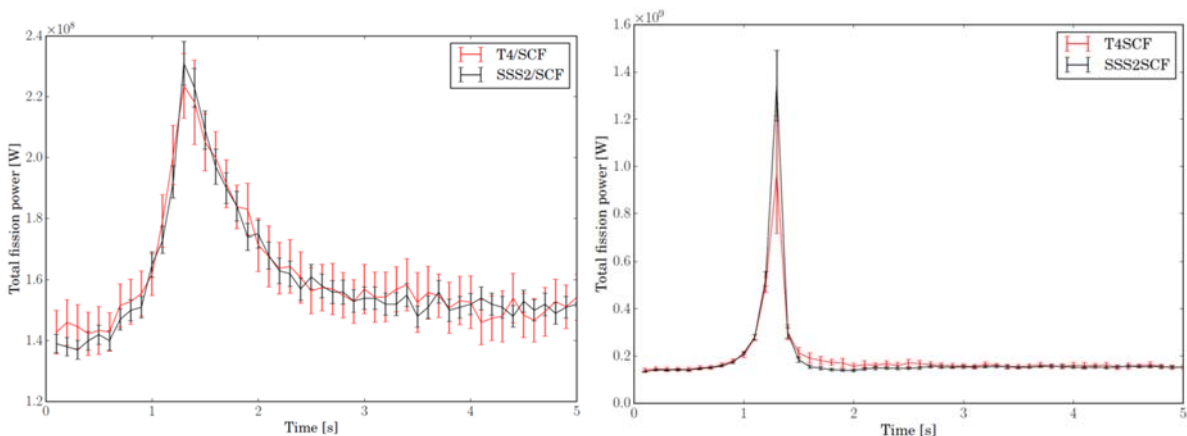 ×10⁸
2.4
2.2
2.0
1.8
1.6
1.4
1.2
Total fission power [W]
0 1 2 3 4 5
Time [s]
T4/SCF
SSS2/SCF
×10⁹
1.6
1.4
1.2
1.0
0.8
0.6
0.4
0.2
0.0
Total fission power [W]
0 1 2 3 4 5
Time [s]
T4SCF
SSS2SCF